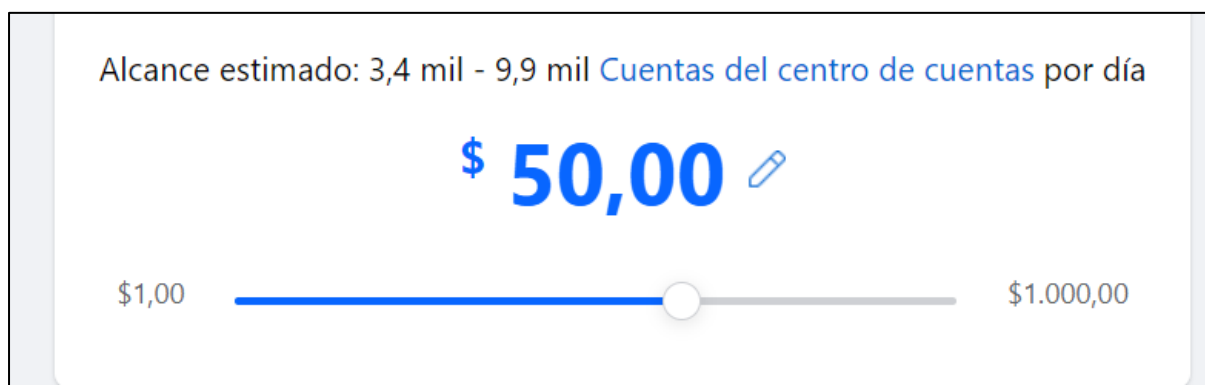 Alcance estimado: 3,4 mil - 9,9 mil Cuentas del centro de cuentas por día
$ 50,00
$1,00 $1.000,00